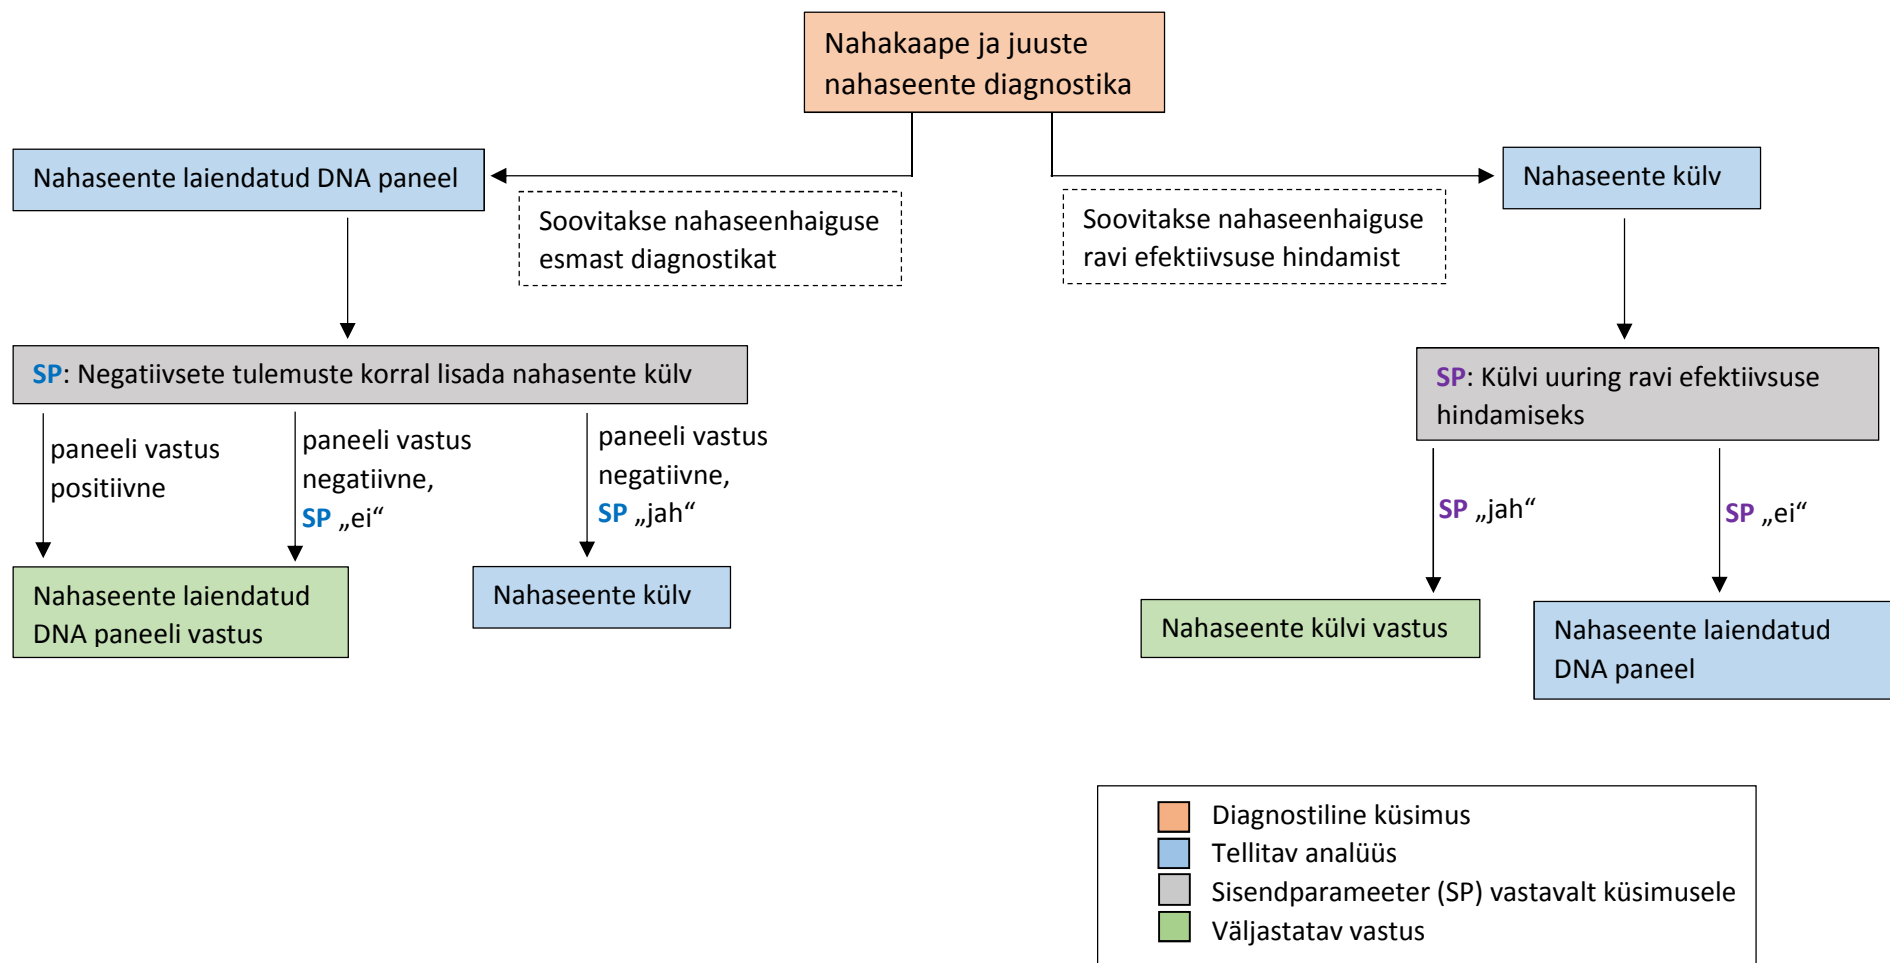 Nahakaape ja juuste
nahaseente diagnostika
Nahaseente laiendatud DNA paneel
Nahaseente külv
Soovitakse nahaseenhaiguse
esmast diagnostikat
Soovitakse nahaseenhaiguse
ravi efektiivsuse hindamist
SP: Negatiivsete tulemuste korral lisada nahasente külv
SP: Külvi uuring ravi efektiivsuse
hindamiseks
paneeli vastus
positiivne
paneeli vastus
negatiivne,
SP „ei“
paneeli vastus
negatiivne,
SP „jah“
SP „jah“
SP „ei“
Nahaseente laiendatud
DNA paneeli vastus
Nahaseente külv
Nahaseente külvi vastus
Nahaseente laiendatud
DNA paneel
Diagnostiline küsimus
Tellitav analüüs
Sisendparameeter (SP) vastavalt küsimusele
Väljastatav vastus